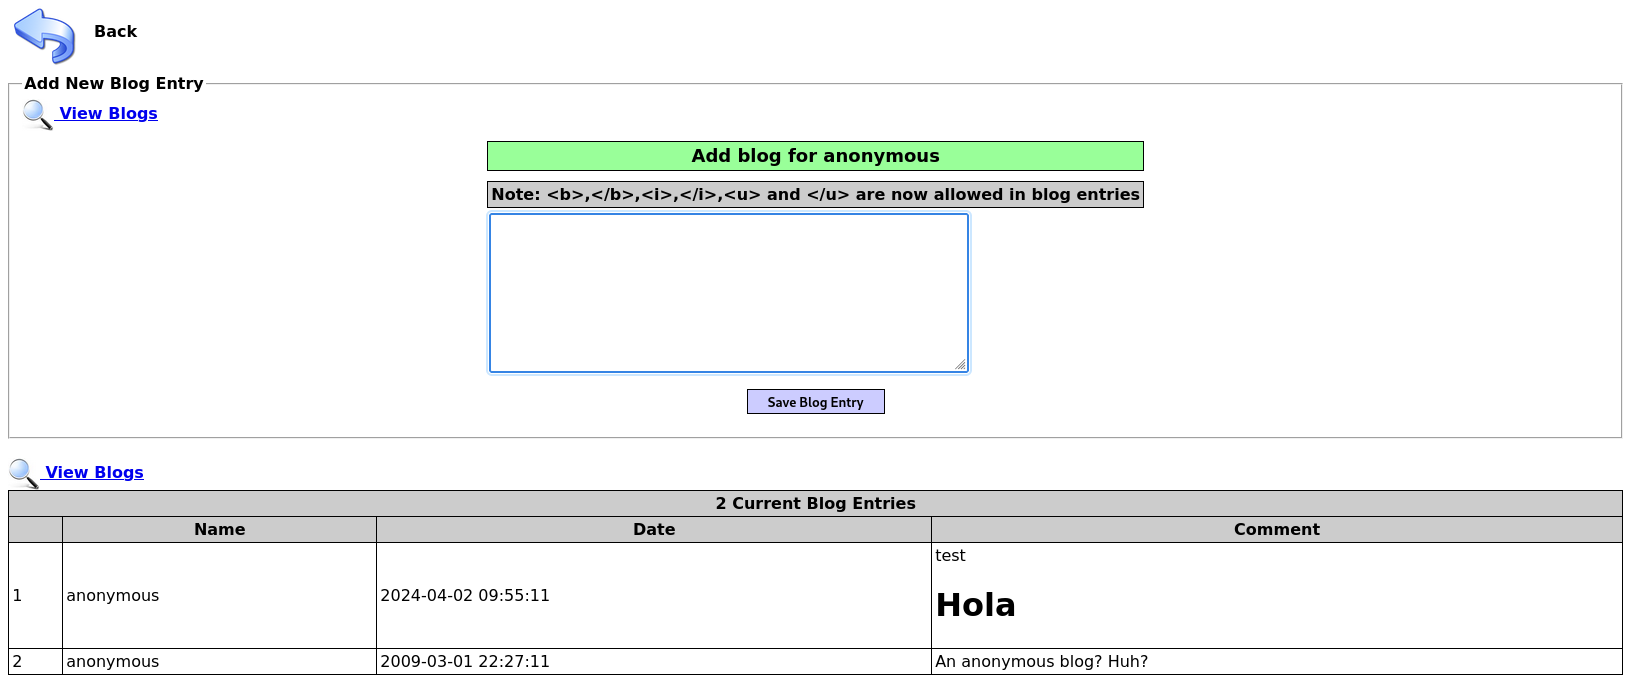 Back
Add New Blog Entry
View Blogs
Add blog for anonymous
Note: <b>,</b>,<i>,</i>,<u> and </u> are now allowed in blog entries
Save Blog Entry
View Blogs
2 Current Blog Entries
Name Date Comment
1 anonymous 2024-04-02 09:55:11 test
Hola
2 anonymous 2009-03-01 22:27:11 An anonymous blog? Huh?